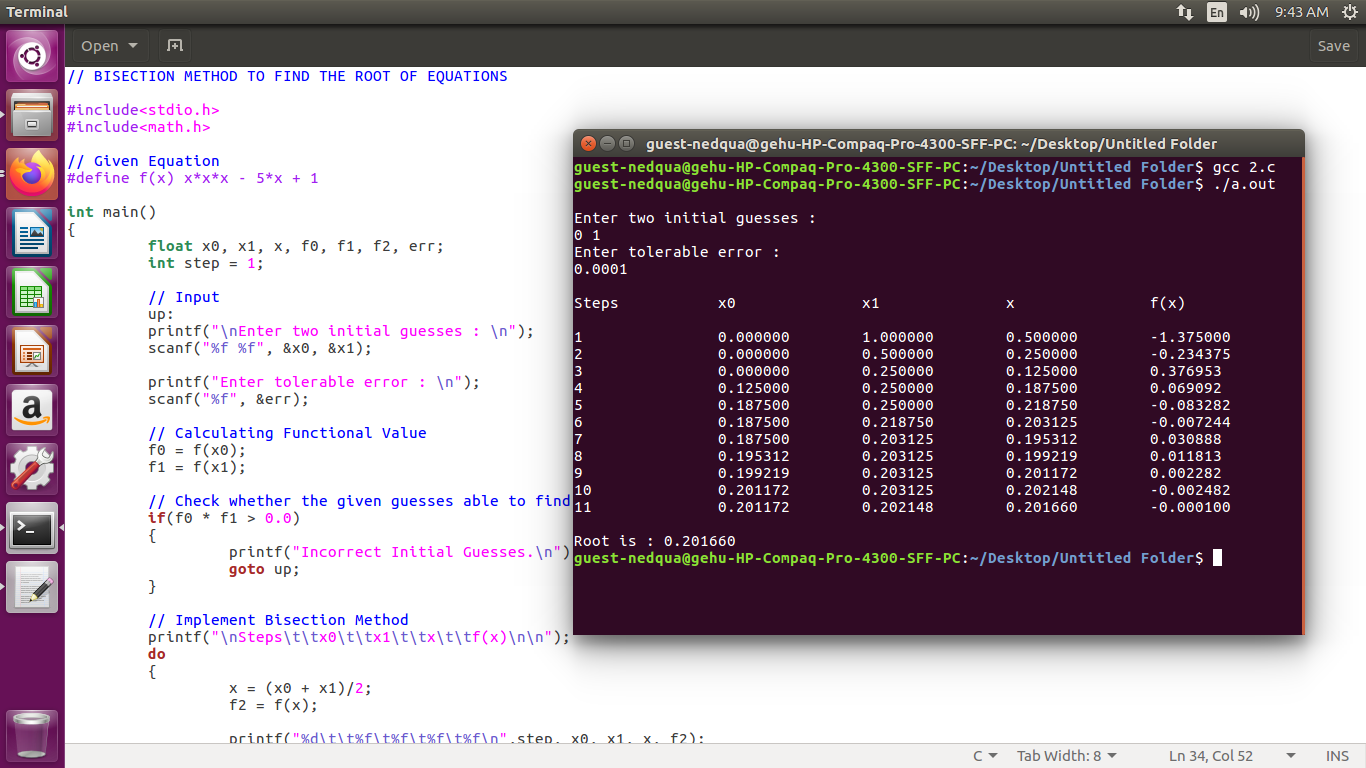 Terminal
En
9:43 AM
Open
Save
// BISECTION METHOD TO FIND THE ROOT OF EQUATIONS
#include<stdio.h>
#include<math.h>
// Given Equation
#define f(x) x*x*x - 5*x + 1
int main()
{
float x0, x1, x, f0, f1, f2, err;
int step = 1;
// Input
up:
printf("\nEnter two initial guesses : \n");
scanf("%f %f", &x0, &x1);
printf("Enter tolerable error : \n");
scanf("%f", &err);
// Calculating Functional Value
f0 = f(x0);
f1 = f(x1);
// Check whether the given guesses able to find
if(f0 * f1 > 0.0)
{
printf("Incorrect Initial Guesses.\n")
goto up;
}
// Implement Bisection Method
printf("\nSteps\t\tx0\t\tx1\t\tx\t\tf(x)\n\n");
do
{
x = (x0 + x1)/2;
f2 = f(x);
printf("%d\t\t%f\t%f\t%f\t%f\n",step, x0, x1, x, f2);
guest-nedqua@gehu-HP-Compaq-Pro-4300-SFF-PC: ~/Desktop/Untitled Folder
guest-nedqua@gehu-HP-Compaq-Pro-4300-SFF-PC:~/Desktop/Untitled Folder$ gcc 2.c
guest-nedqua@gehu-HP-Compaq-Pro-4300-SFF-PC:~/Desktop/Untitled Folder$ ./a.out
Enter two initial guesses :
0 1
Enter tolerable error :
0.0001
Steps x0 x1 x f(x)
1 0.000000 1.000000 0.500000 -1.375000
2 0.000000 0.500000 0.250000 -0.234375
3 0.000000 0.250000 0.125000 0.376953
4 0.125000 0.250000 0.187500 0.069092
5 0.187500 0.250000 0.218750 -0.083282
6 0.187500 0.218750 0.203125 -0.007244
7 0.187500 0.203125 0.195312 0.030888
8 0.195312 0.203125 0.199219 0.011813
9 0.199219 0.203125 0.201172 0.002282
10 0.201172 0.203125 0.202148 -0.002482
11 0.201172 0.202148 0.201660 -0.000100
Root is : 0.201660
guest-nedqua@gehu-HP-Compaq-Pro-4300-SFF-PC:~/Desktop/Untitled Folder$
C Tab Width: 8 Ln 34, Col 52 INS